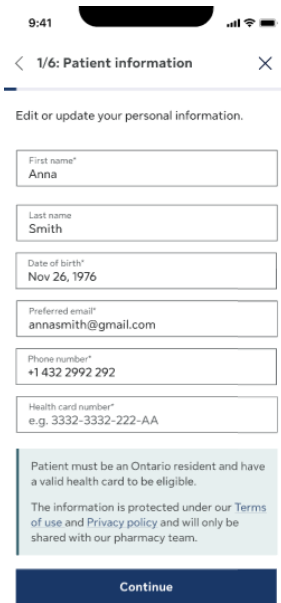 9:41
1/6: Patient information
Edit or update your personal information.
First name*
Anna
Last name
Smith
Date of birth*
Nov 26, 1976
Preferred email*
annasmith@gmail.com
Phone number*
+1 432 2992 292
Health card number*
e.g. 3332-3332-222-AA
Patient must be an Ontario resident and have
a valid health card to be eligible.
The information is protected under our Terms
of use and Privacy policy and will only be
shared with our pharmacy team.
Continue